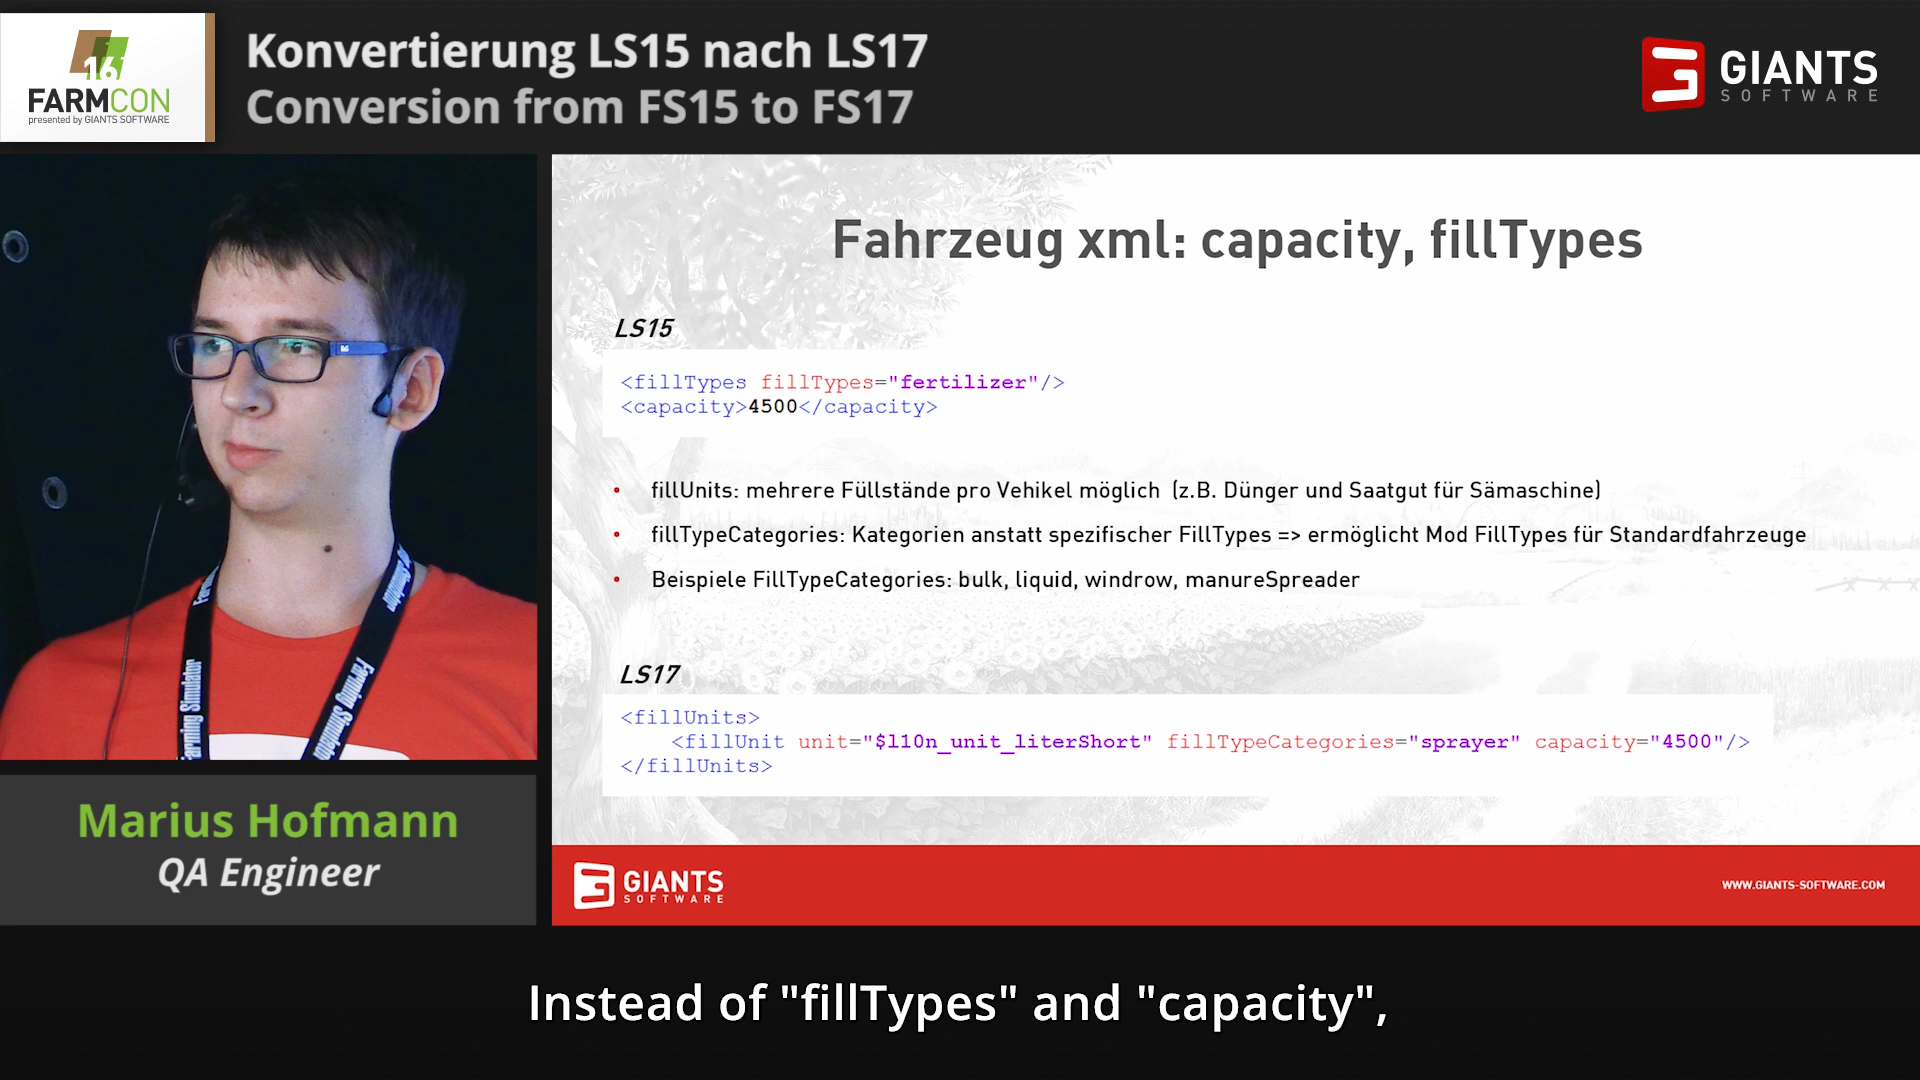 16
FARMCON
presented by GIANTS SOFTWARE
Konvertierung LS15 nach LS17
Conversion from FS15 to FS17
GIANTS
SOFTWARE
Fahrzeug xml: capacity, fillTypes
LS15
<fillTypes fillTypes="fertilizer"/>
<capacity>4500</capacity>
• fillUnits: mehrere Füllstände pro Vehikel möglich (z.B. Dünger und Saatgut für Sämaschine)
• fillTypeCategories: Kategorien anstatt spezifischer FillTypes => ermöglicht Mod FillTypes für Standardfahrzeuge
• Beispiele FillTypeCategories: bulk, liquid, windrow, manureSpreader
LS17
<fillUnits>
<fillUnit unit="$l10n_unit_literShort" fillTypeCategories="sprayer" capacity="4500"/>
</fillUnits>
Farming Simulator
Farming Simulator
Marius Hofmann
QA Engineer
GIANTS
SOFTWARE
WWW.GIANTS-SOFTWARE.COM
Instead of "fillTypes" and "capacity",